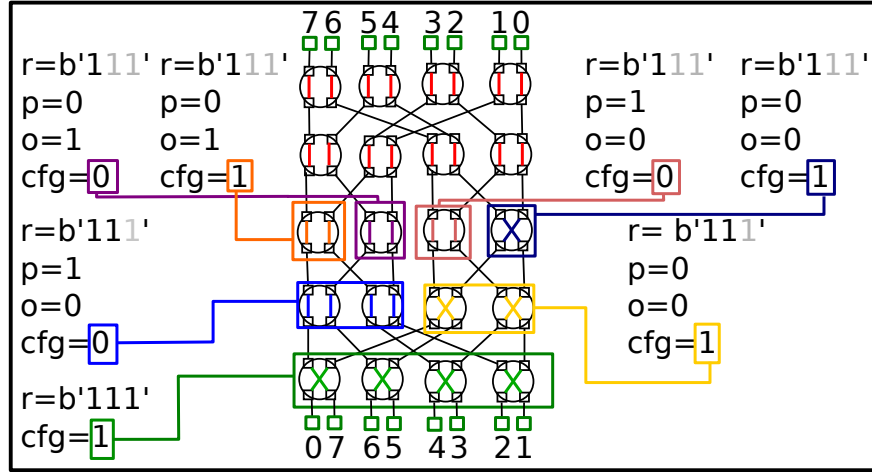 76 54 32 10
r=b'111'
p=0
o=1
cfg=0
r=b'111'
p=0
o=1
cfg=1
r=b'111'
p=1
o=0
cfg=0
r=b'111'
p=0
o=0
cfg=1
r=b'111'
p=1
o=0
cfg=0
r= b'111'
p=0
o=0
cfg=1
r=b'111'
cfg=1
07 65 43 21